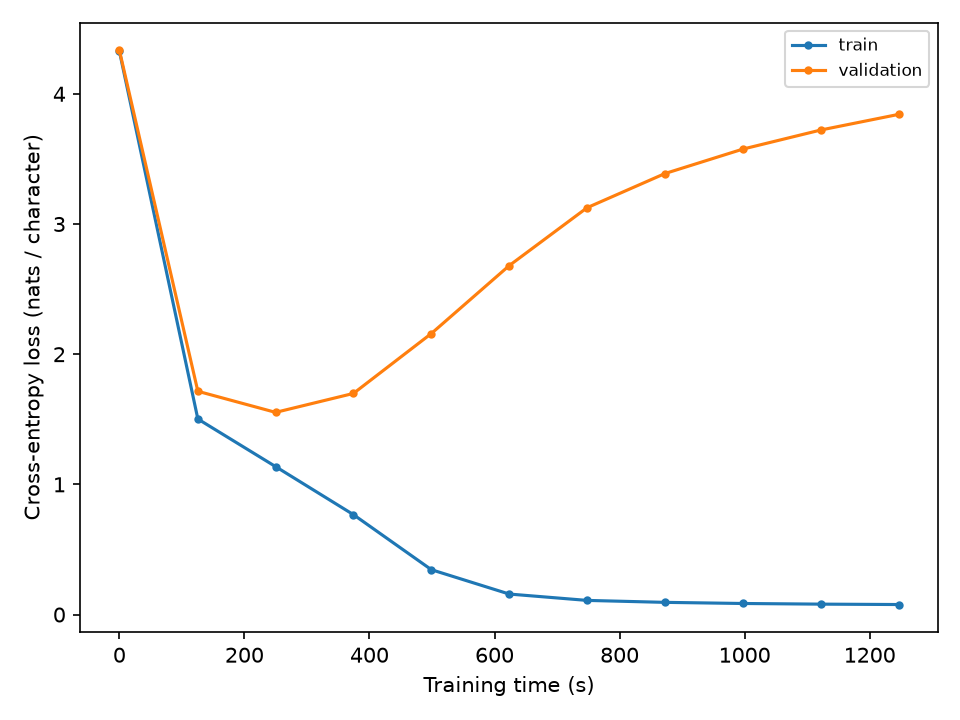 train
validation
Cross-entropy loss (nats / character)
4
3
2
1
0
0 200 400 600 800 1000 1200
Training time (s)